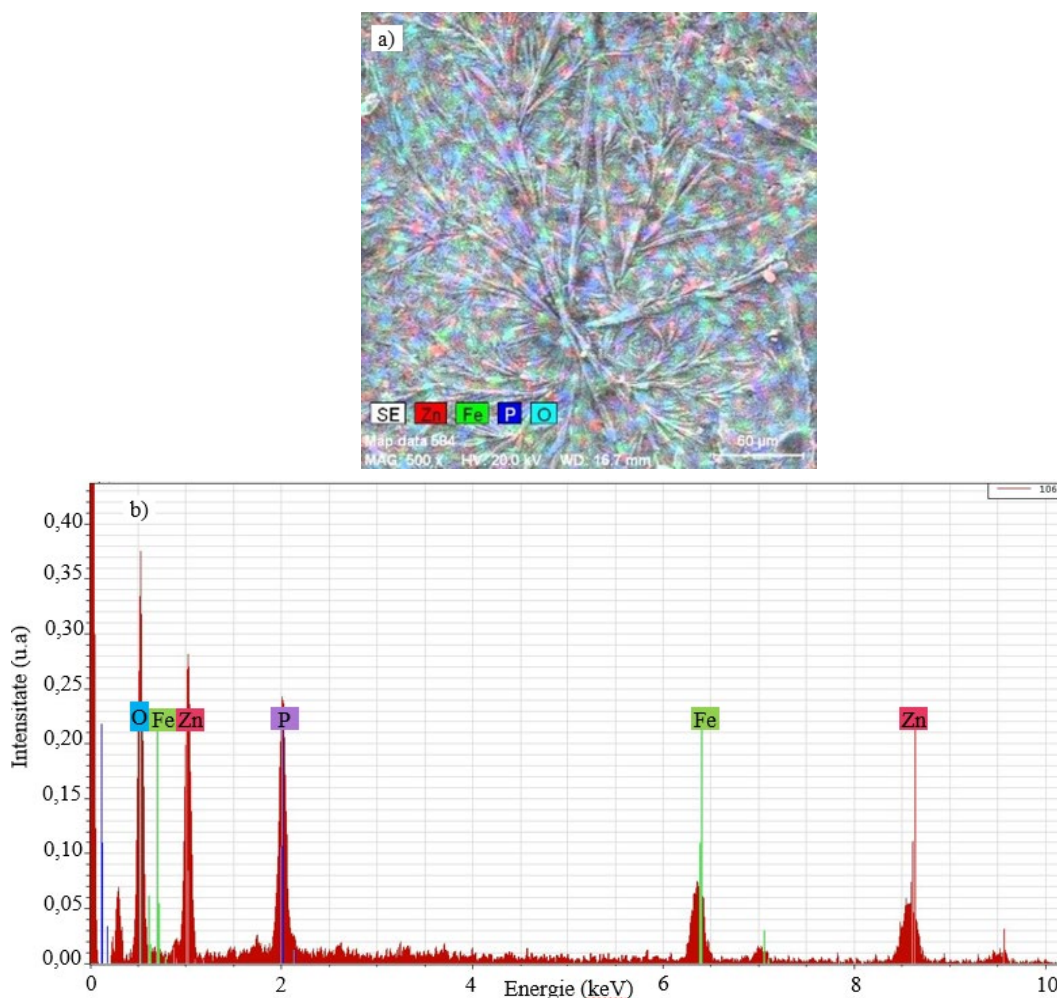 a)
SE Zn Fe P O
Map data 584
MAG: 500 x HV: 20.0 kV WD: 16.7 mm
60 µm
b)
106
0,40
0,35
0,30
0,25
0,20
0,15
0,10
0,05
0,00
Intensitate (u.a)
O Fe Zn P Fe Zn
0 2 4 6 8 10
Energie (keV)